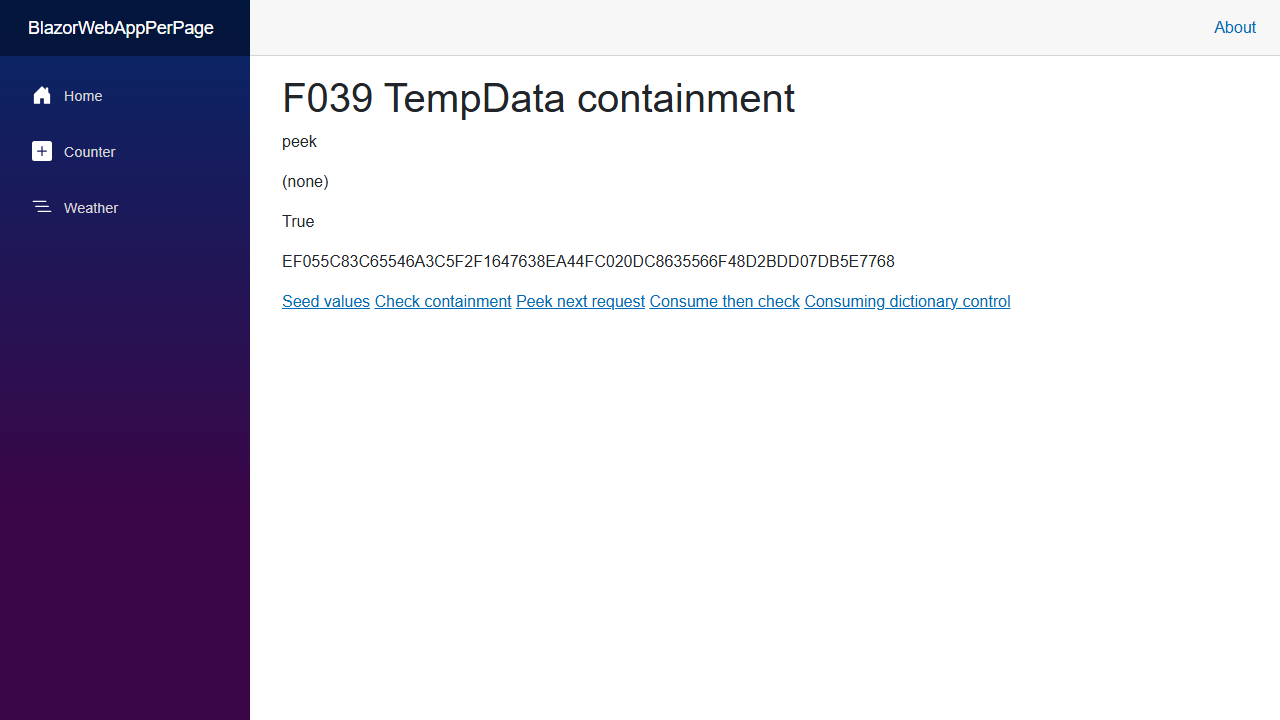 BlazorWebAppPerPage
About
Home
Counter
Weather
F039 TempData containment
peek
(none)
True
EF055C83C65546A3C5F2F1647638EA44FC020DC8635566F48D2BDD07DB5E7768
Seed values Check containment Peek next request Consume then check Consuming dictionary control